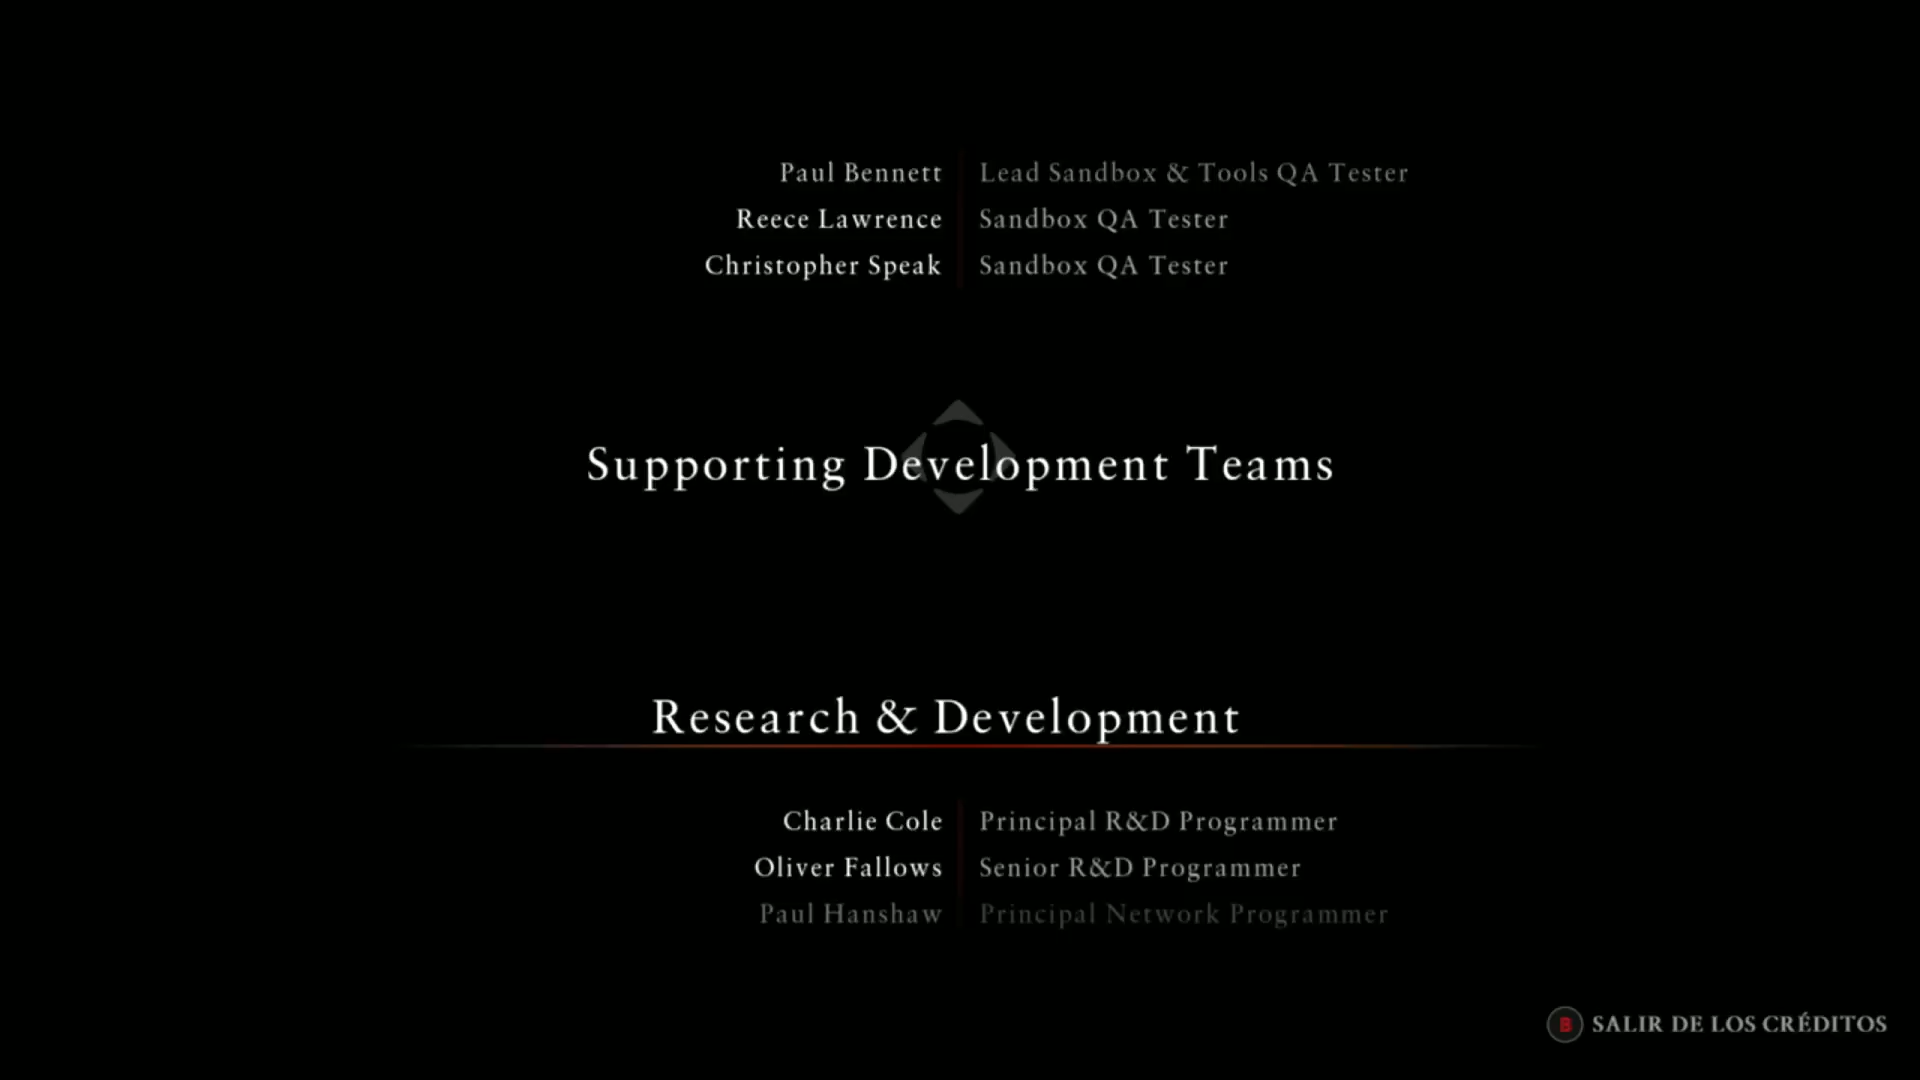 Paul Bennett Lead Sandbox & Tools QA Tester
Reece Lawrence Sandbox QA Tester
Christopher Speak Sandbox QA Tester
Supporting Development Teams
Research & Development
Charlie Cole Principal R&D Programmer
Oliver Fallows Senior R&D Programmer
Paul Hanshaw Principal Network Programmer
B SALIR DE LOS CRÉDITOS